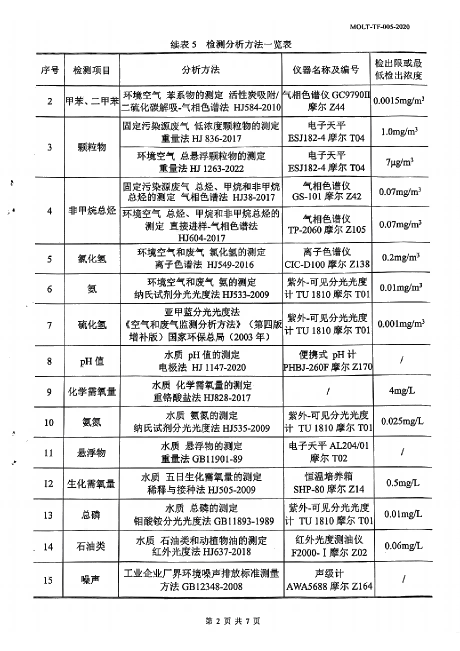 MOLT-TF-005-2020
续表 5 检测分析方法一览表
序号 检测项目 分析方法 仪器名称及编号 检出限或最低检出浓度
2 甲苯、二甲苯 环境空气 苯系物的测定 活性炭吸附/二硫化碳解吸-气相色谱法 HJ584-2010 气相色谱仪 GC9790II 摩尔 Z44 0.0015mg/m³
3 颗粒物 固定污染源废气 低浓度颗粒物的测定 重量法 HJ 836-2017 电子天平 ESJ182-4 摩尔 T04 1.0mg/m³
环境空气 总悬浮颗粒物的测定 重量法 HJ 1263-2022 电子天平 ESJ182-4 摩尔 T04 7μg/m³
4 非甲烷总烃 固定污染源废气 总烃、甲烷和非甲烷总烃的测定 气相色谱法 HJ38-2017 气相色谱仪 GS-101 摩尔 Z42 0.07mg/m³
环境空气 总烃、甲烷和非甲烷总烃的测定 直接进样-气相色谱法 HJ604-2017 气相色谱仪 TP-2060 摩尔 Z105 0.07mg/m³
5 氯化氢 环境空气和废气 氯化氢的测定 离子色谱法 HJ549-2016 离子色谱仪 CIC-D100 摩尔 Z138 0.2mg/m³
6 氨 环境空气和废气 氨的测定 纳氏试剂分光光度法 HJ533-2009 紫外-可见分光光度计 TU 1810 摩尔 T01 0.01mg/m³
7 硫化氢 亚甲蓝分光光度法 《空气和废气监测分析方法》（第四版增补版）国家环保总局（2003 年） 紫外-可见分光光度计 TU 1810 摩尔 T01 0.001mg/m³
8 pH值 水质 pH 值的测定 电极法 HJ 1147-2020 便携式 pH 计 PHBJ-260F 摩尔 Z170 /
9 化学需氧量 水质 化学需氧量的测定 重铬酸盐法 HJ828-2017 / 4mg/L
10 氨氮 水质 氨氮的测定 纳氏试剂分光光度法 HJ535-2009 紫外-可见分光光度计 TU 1810 摩尔 T01 0.025mg/L
11 悬浮物 水质 悬浮物的测定 重量法 GB11901-89 电子天平 AL204/01 摩尔 T02 /
12 生化需氧量 水质 五日生化需氧量的测定 稀释与接种法 HJ505-2009 恒温培养箱 SHP-80 摩尔 Z14 0.5mg/L
13 总磷 水质 总磷的测定 钼酸铵分光光度法 GB11893-1989 紫外-可见分光光度计 TU 1810 摩尔 T01 0.01mg/L
14 石油类 水质 石油类和动植物油的测定 红外光度法 HJ637-2018 红外光度测油仪 F2000-Ⅰ摩尔 Z02 0.06mg/L
15 噪声 工业企业厂界环境噪声排放标准测量方法 GB12348-2008 声级计 AWA5688 摩尔 Z164 /
第 2 页 共 7 页